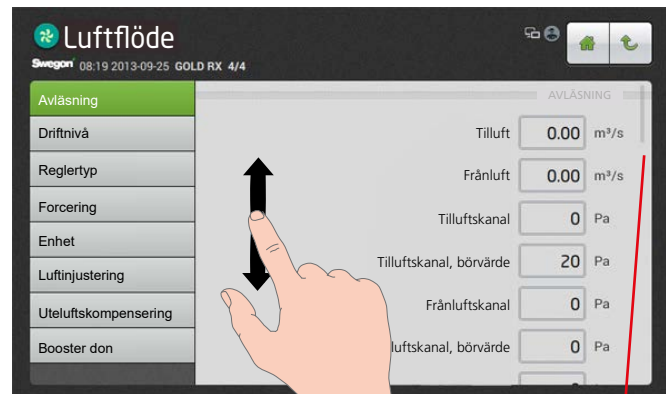 Luftflöde
Swegon 08:19 2013-09-25 GOLD RX 4/4
Avläsning
Driftnivå
Reglertyp
Forcering
Enhet
Luftinjustering
Uteluftskompensering
Booster don
AVLÄSNING
Tilluft 0.00 m³/s
Frånluft 0.00 m³/s
Tilluftskanal 0 Pa
Tilluftskanal, börvärde 20 Pa
Frånluftskanal 0 Pa
luftskanal, börvärde 0 Pa